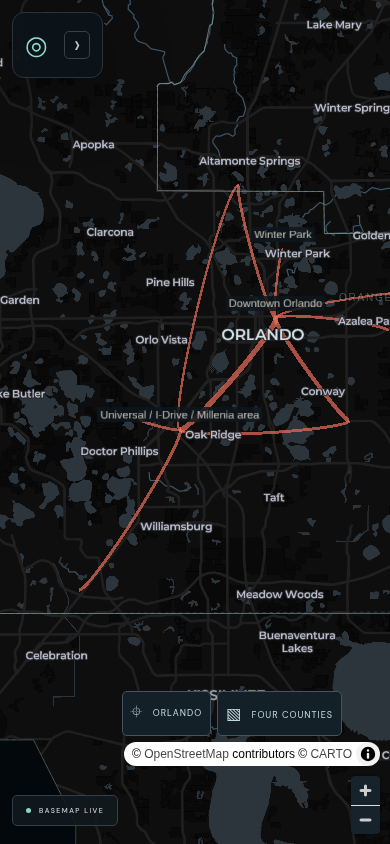 Lake Mary
Winter Spring
Apopka
Altamonte Springs
Clarcona
Winter Park
Golden
Winter Park
Pine Hills
Garden
Downtown Orlando
ORANG
Azalea Pa
ORLANDO
Orlo Vista
ke Butler
Conway
Universal / I-Drive / Millenia area
Oak Ridge
Doctor Phillips
Taft
Williamsburg
Meadow Woods
Buenaventura
Lakes
Celebration
ORLANDO
FOUR COUNTIES
© OpenStreetMap contributors © CARTO
BASEMAP LIVE